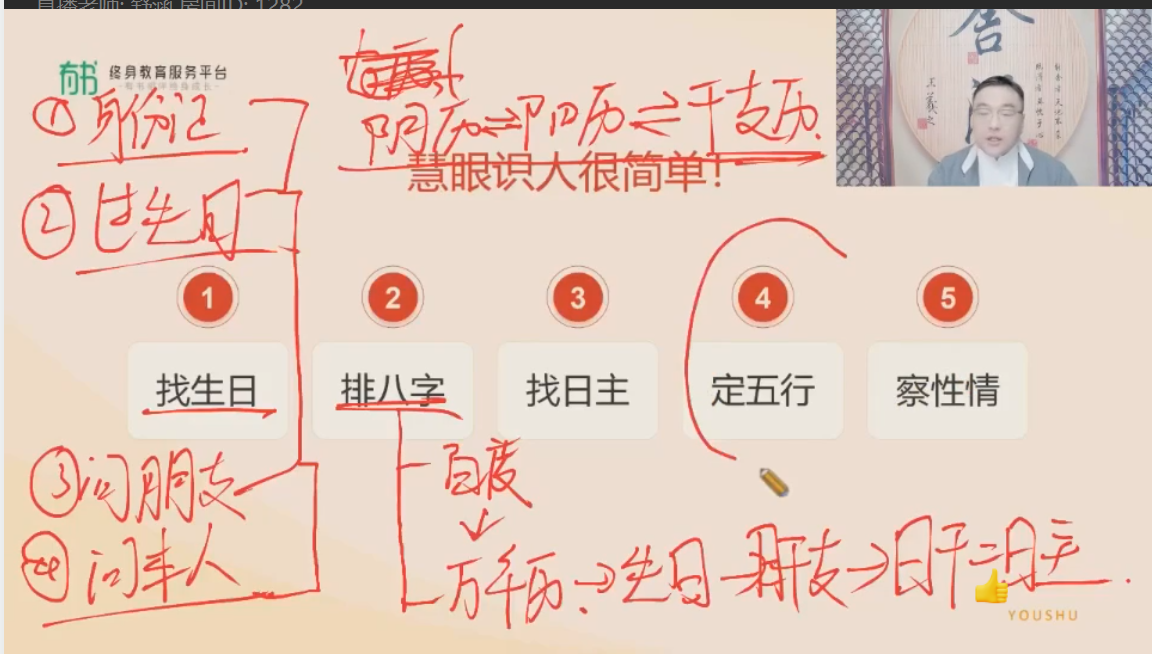 直播老师: 舒涵 房间ID: 1282
有书 终身教育服务平台
① 身份证
阴历⇌阳历⇌干支历
慧眼识人很简单!
② 过生日
1 2 3 4 5
找生日 排八字 找日主 定五行 察性情
③ 问朋友
百度
④ 问本人
万年历→生日→干支→日干=日主
YOUSHU